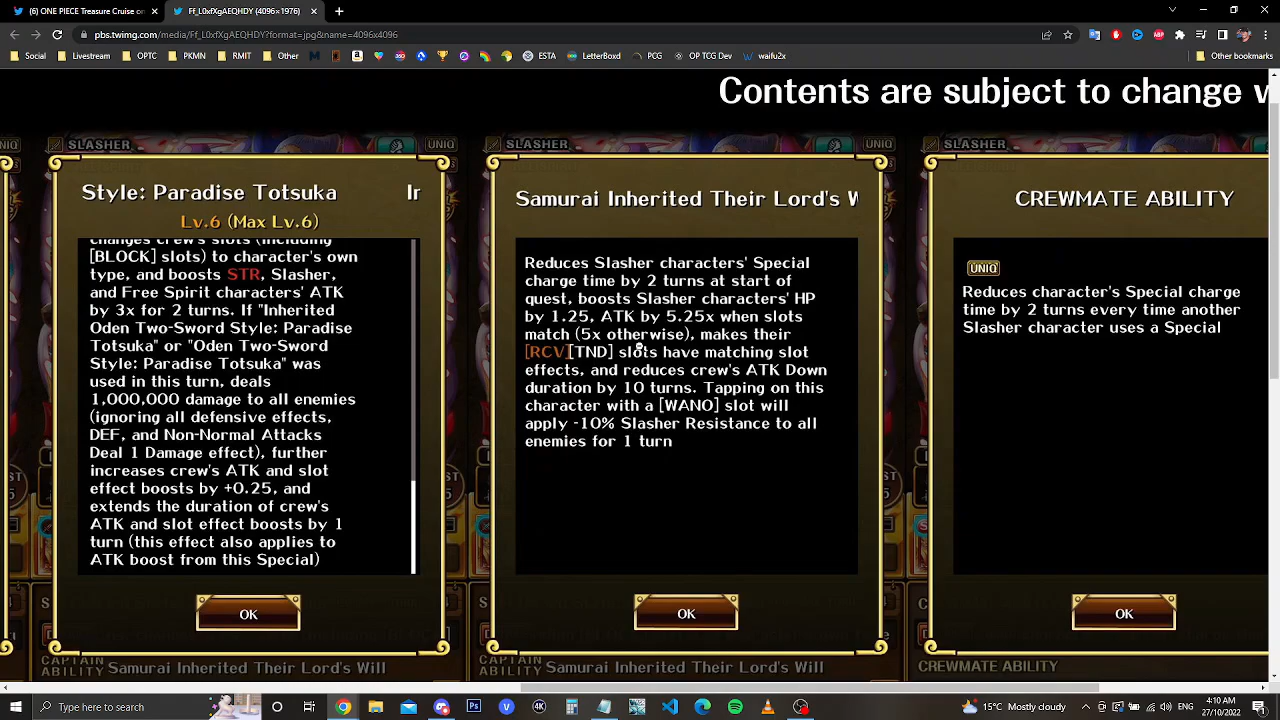 (6) ONE PIECE Treasure Cruise on
Ff_L0xfXgAEQHDY (4096×4096)
pbs.twimg.com/media/Ff_L0xfXgAEQHDY?format=jpg&name=4096x4096
Social
Livestream
OPTC
PKMN
RMIT
Other
ESTA
LetterBoxd
PCG
OP TCG Dev
waifu2x
Other bookmarks
Contents are subject to change
SLASHER
UNIQ
SLASHER
UNIQ
SLASHER
Style: Paradise Totsuka
Lv.6 (Max Lv.6)
changes crew's slots (including
[BLOCK] slots) to character's own
type, and boosts STR, Slasher,
and Free Spirit characters' ATK
by 3x for 2 turns. If "Inherited
Oden Two-Sword Style: Paradise
Totsuka" or "Oden Two-Sword
Style: Paradise Totsuka" was
used in this turn, deals
1,000,000 damage to all enemies
(ignoring all defensive effects,
DEF, and Non-Normal Attacks
Deal 1 Damage effect), further
increases crew's ATK and slot
effect boosts by +0.25, and
extends the duration of crew's
ATK and slot effect boosts by 1
turn (this effect also applies to
ATK boost from this Special)
OK
Samurai Inherited Their Lord's W
Reduces Slasher characters' Special
charge time by 2 turns at start of
quest, boosts Slasher characters' HP
by 1.25, ATK by 5.25x when slots
match (5x otherwise), makes their
[RCV][TND] slots have matching slot
effects, and reduces crew's ATK Down
duration by 10 turns. Tapping on this
character with a [WANO] slot will
apply -10% Slasher Resistance to all
enemies for 1 turn
OK
CREWMATE ABILITY
UNIQ
Reduces character's Special charge
time by 2 turns every time another
Slasher character uses a Special
OK
CAPTAIN ABILITY Samurai Inherited Their Lord's Will
CAPTAIN ABILITY Samurai Inherited Their Lord's Will
CREWMATE ABILITY
Type here to search
15°C Mostly cloudy
4:10 AM
27/10/2022